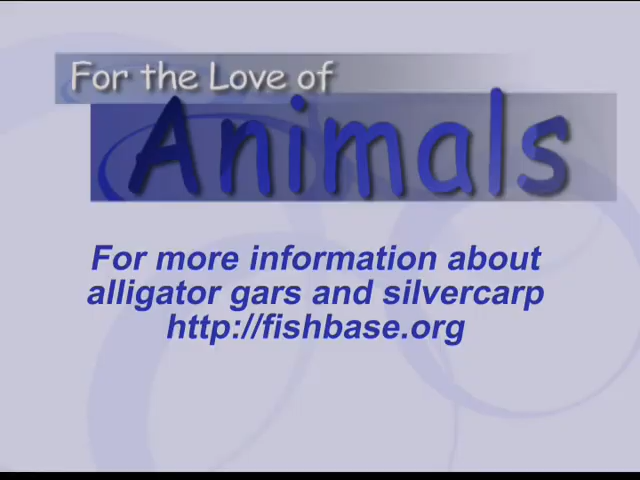 For the Love of
Animals
For more information about
alligator gars and silvercarp
http://fishbase.org